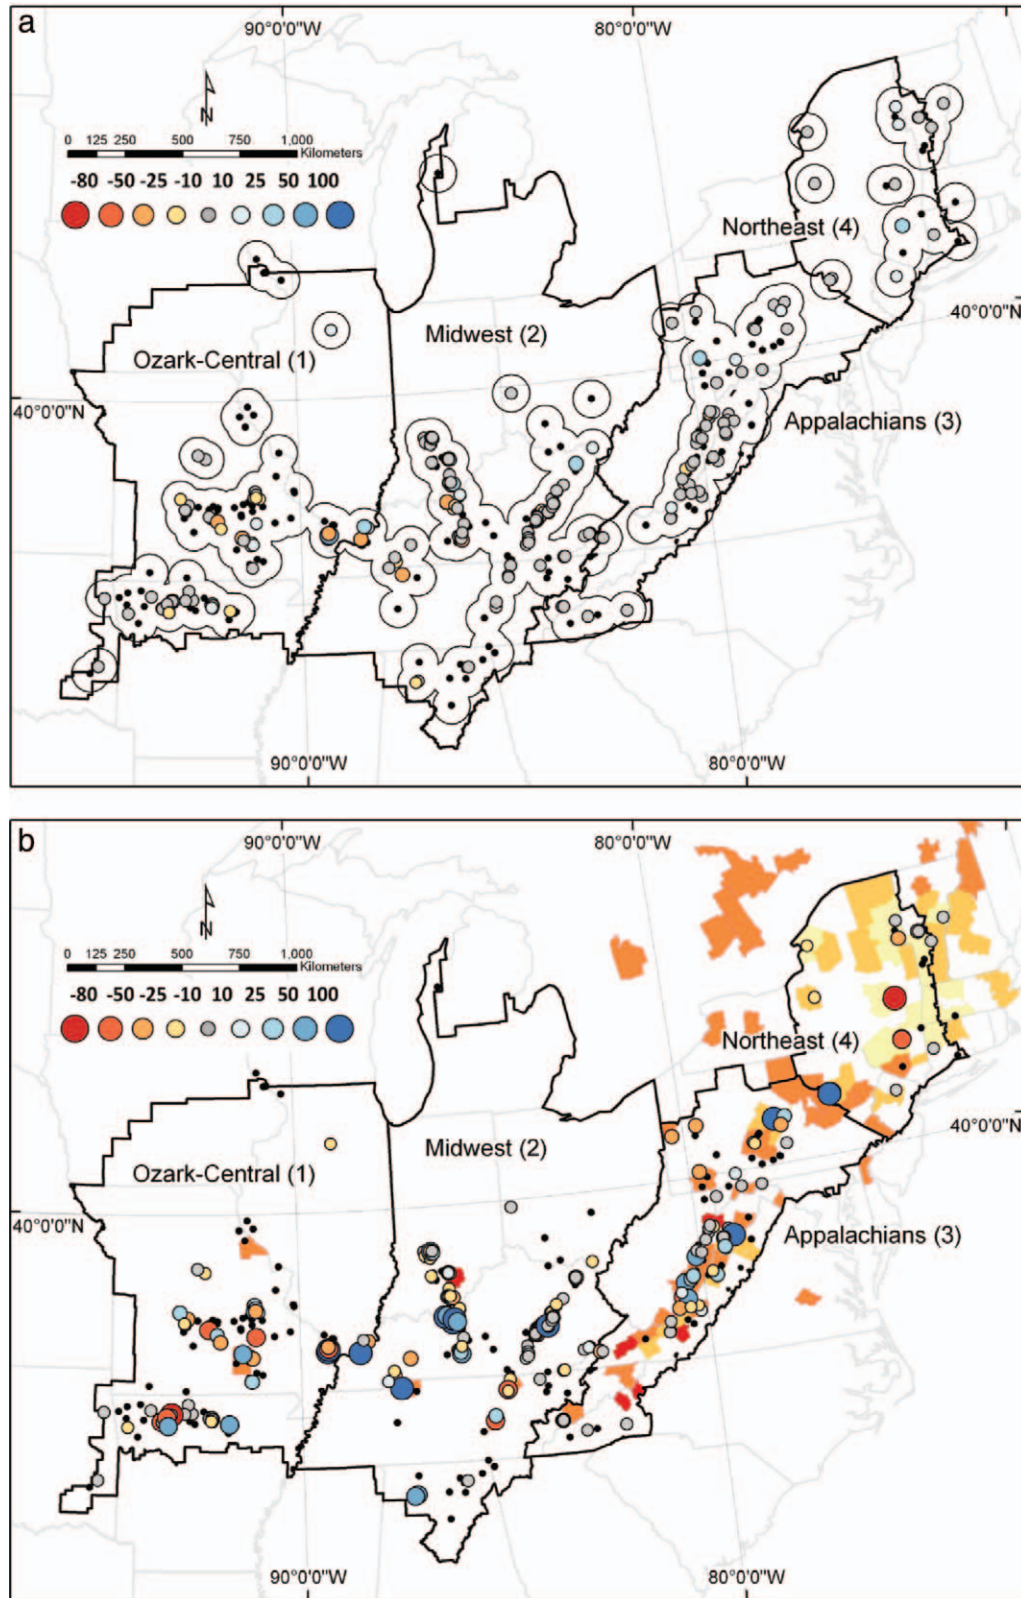 a
90°0'0"W 80°0'0"W
N
0 125 250 500 750 1,000
Kilometers
-80 -50 -25 -10 10 25 50 100
Northeast (4)
40°0'0"N
Ozark-Central (1) Midwest (2)
40°0'0"N
Appalachians (3)
90°0'0"W 80°0'0"W
b
90°0'0"W 80°0'0"W
N
0 125 250 500 750 1,000
Kilometers
-80 -50 -25 -10 10 25 50 100
Northeast (4)
40°0'0"N
Ozark-Central (1) Midwest (2)
40°0'0"N
Appalachians (3)
90°0'0"W 80°0'0"W